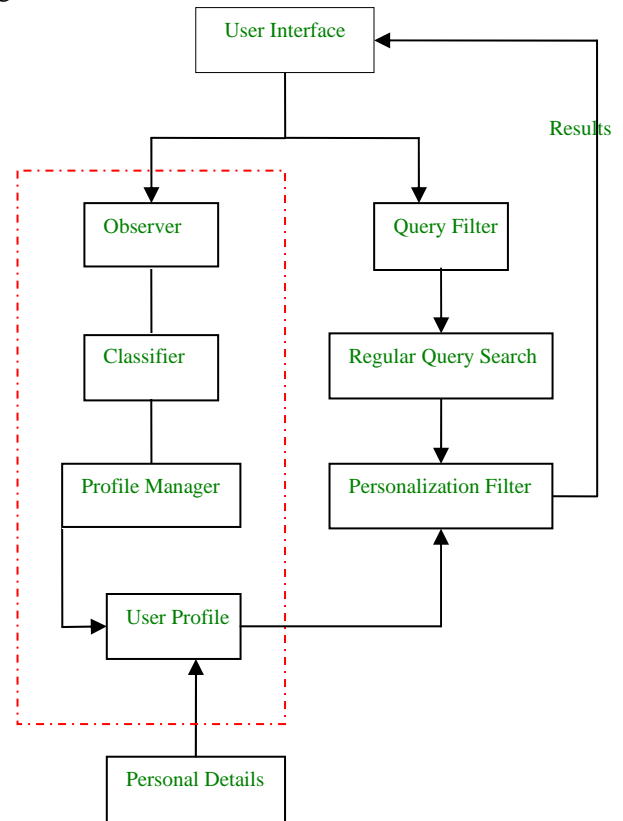 User Interface
Results
Observer
Query Filter
Classifier
Regular Query Search
Profile Manager
Personalization Filter
User Profile
Personal Details